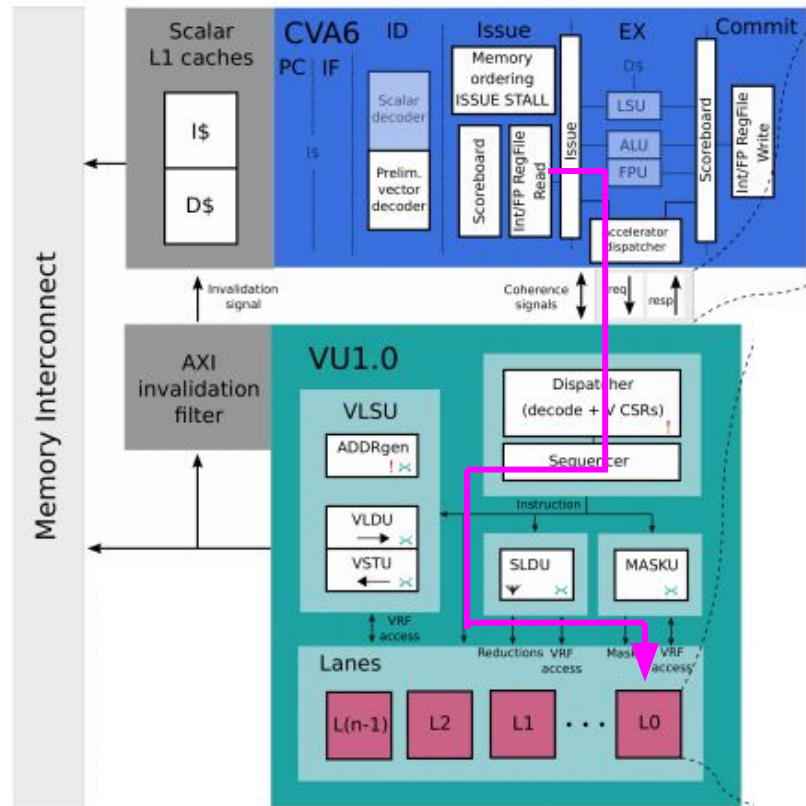 Memory Interconnect
Scalar
L1 caches
I$
D$
CVA6
PC
IF
I$
ID
Scalar
decoder
Prelim.
vector
decoder
Issue
Memory
ordering
ISSUE STALL
Scoreboard
Int/FP RegFile
Read
Issue
EX
D$
LSU
ALU
FPU
Accelerator
dispatcher
Scoreboard
Commit
Int/FP RegFile
Write
Invalidation
signal
Coherence
signals
req
resp
AXI
invalidation
filter
VU1.0
VLSU
ADDRgen
!
VLDU
VSTU
Dispatcher
(decode + V CSRs)
!
Sequencer
Instruction
SLDU
MASKU
VRF
access
Reductions
VRF
access
Mask
VRF
access
Lanes
L(n-1)
L2
L1
• • •
L0